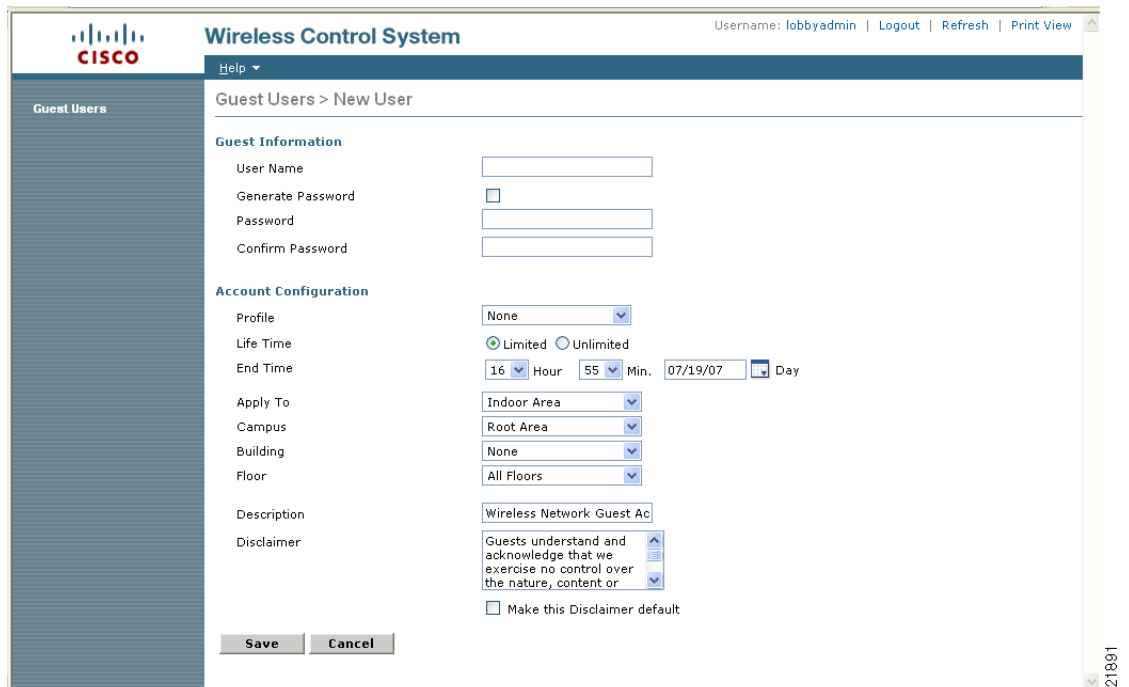 Username: lobbyadmin | Logout | Refresh | Print View
CISCO
Wireless Control System
Help
Guest Users
Guest Users > New User
Guest Information
User Name
Generate Password
Password
Confirm Password
Account Configuration
Profile None
Life Time Limited Unlimited
End Time 16 Hour 55 Min. 07/19/07 Day
Apply To Indoor Area
Campus Root Area
Building None
Floor All Floors
Description Wireless Network Guest Ac
Disclaimer Guests understand and
acknowledge that we
exercise no control over
the nature, content or
Make this Disclaimer default
Save Cancel
21891